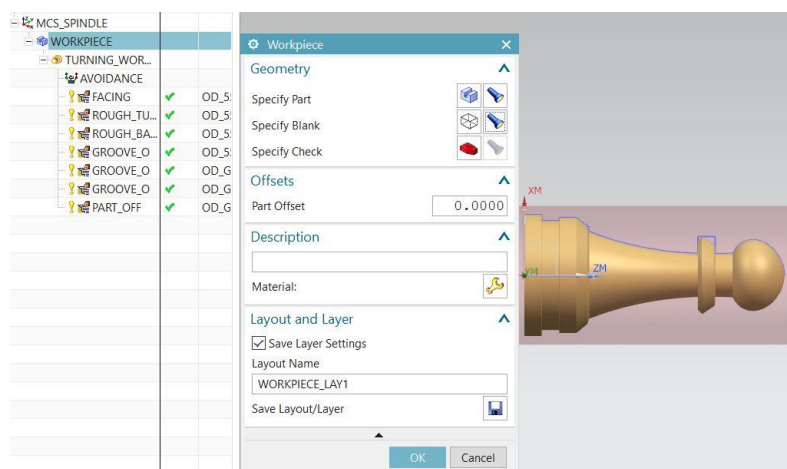 MCS_SPINDLE
WORKPIECE
TURNING_WOR...
AVOIDANCE
FACING OD_5
ROUGH_TU... OD_5
ROUGH_BA... OD_5
GROOVE_O OD_5
GROOVE_O OD_G
GROOVE_O OD_G
PART_OFF OD_G
Workpiece
Geometry
Specify Part
Specify Blank
Specify Check
Offsets
Part Offset 0.0000
Description
Material:
Layout and Layer
Save Layer Settings
Layout Name
WORKPIECE_LAY1
Save Layout/Layer
OK Cancel
XM
YM ZM